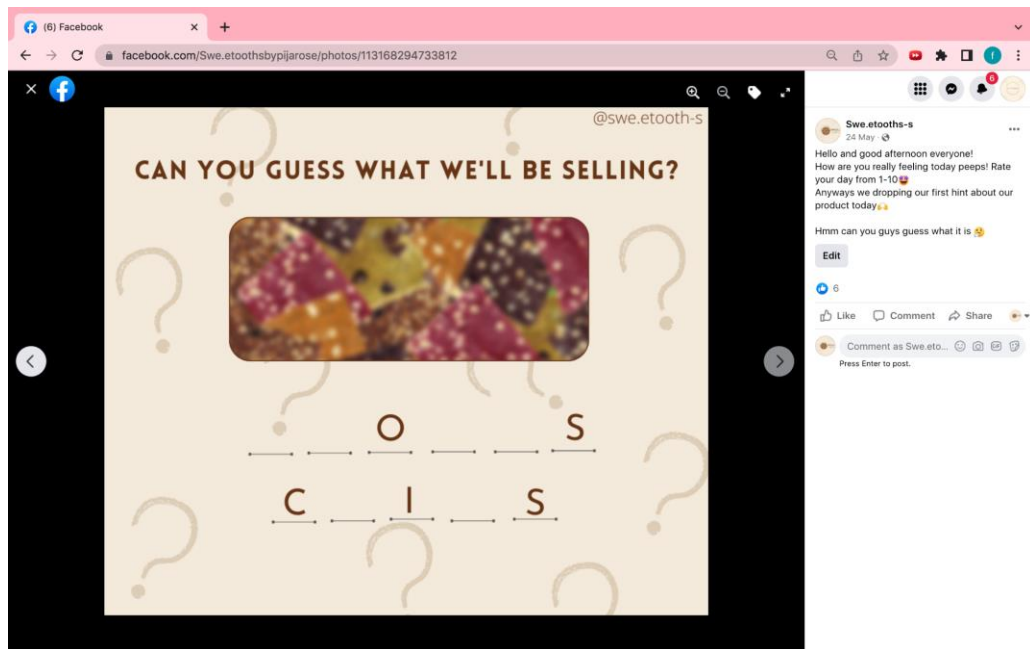 (6) Facebook
facebook.com/Swe.etoothsbypijarose/photos/113168294733812
f
6
@swe.etooth-s
CAN YOU GUESS WHAT WE'LL BE SELLING?
_ _ O _ _ S
C _ I _ S
Swe.etooths-s
24 May ·
Hello and good afternoon everyone!
How are you really feeling today peeps! Rate
your day from 1-10😍
Anyways we dropping our first hint about our
product today🙌
Hmm can you guys guess what it is 🤔
Edit
6
Like Comment Share
Comment as Swe.eto...
GIF
Press Enter to post.